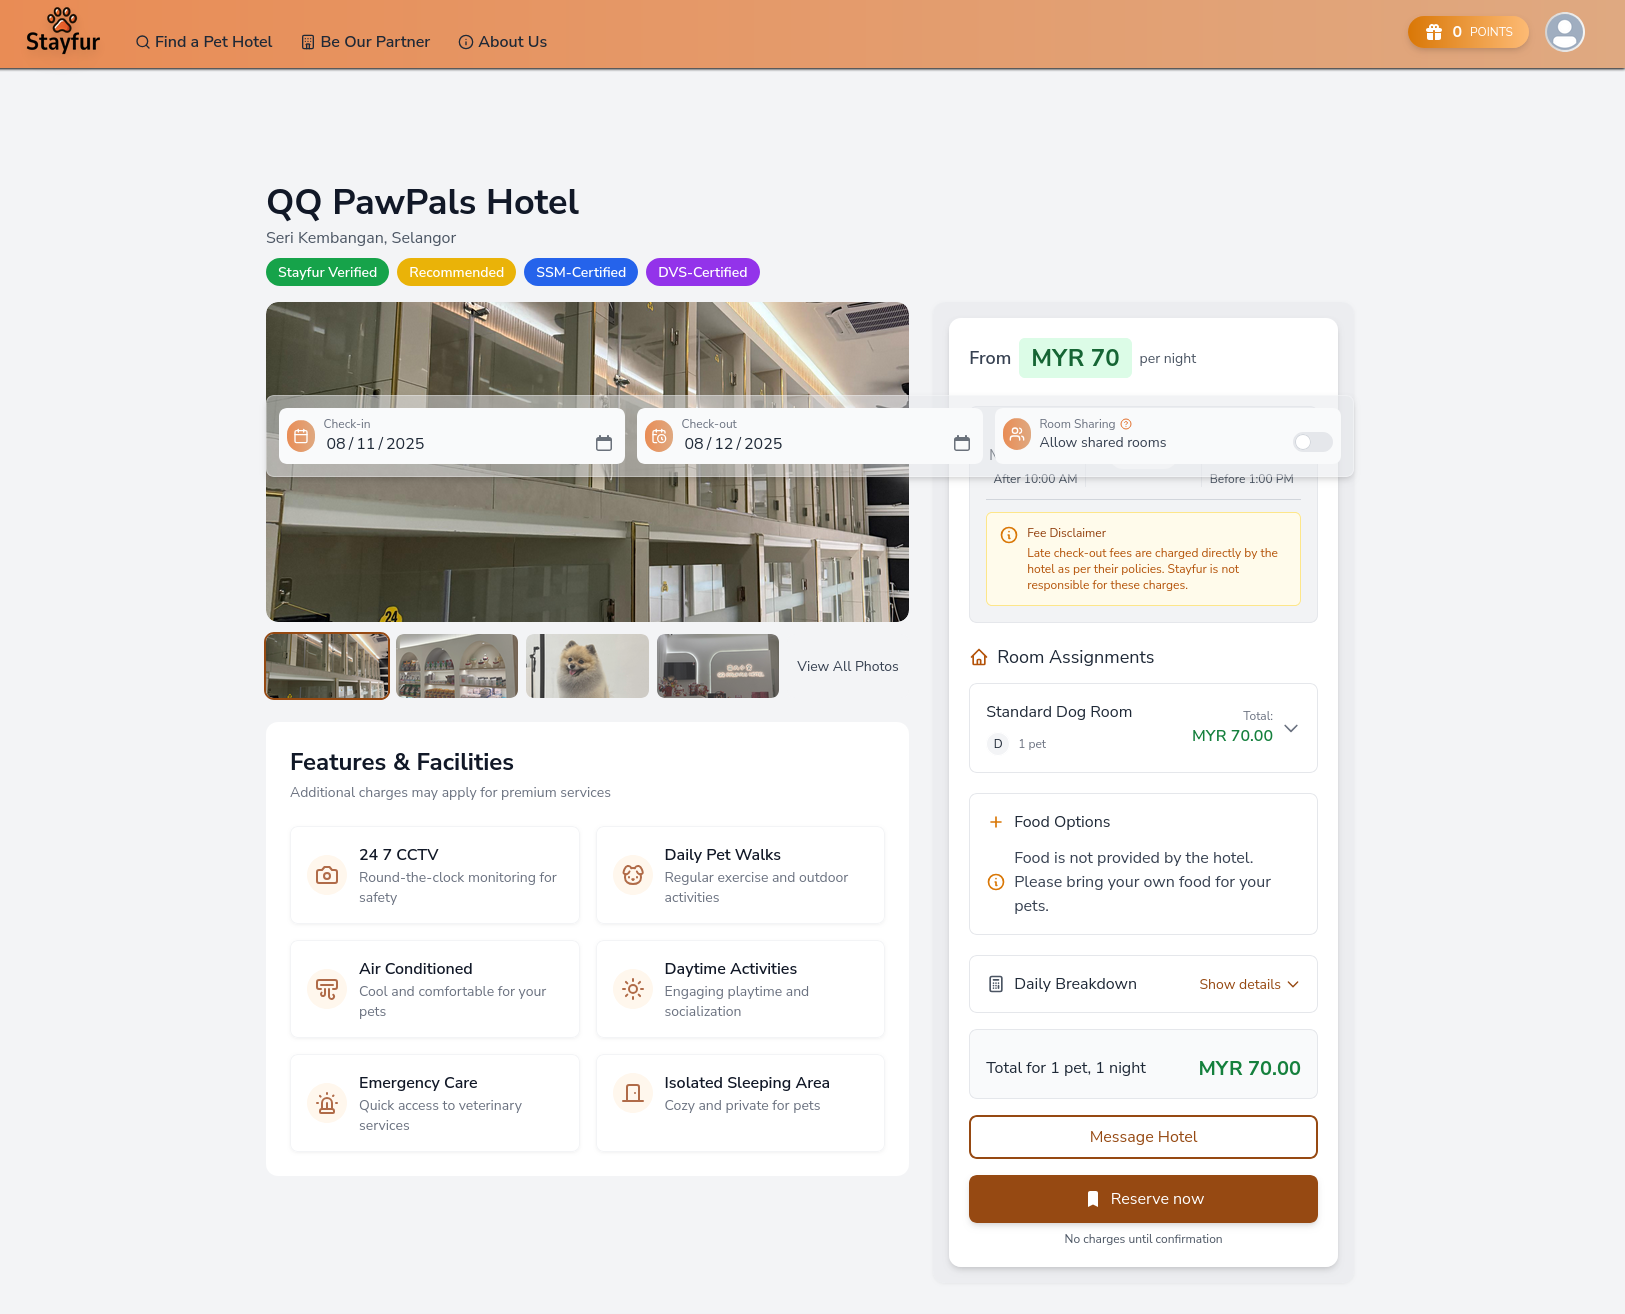 Stayfur
Find a Pet Hotel
Be Our Partner
About Us
0 POINTS
QQ PawPals Hotel
Seri Kembangan, Selangor
Stayfur Verified
Recommended
SSM-Certified
DVS-Certified
From MYR 70 per night
Check-in
08/11/2025
Check-out
08/12/2025
Room Sharing
Allow shared rooms
After 10:00 AM
Before 1:00 PM
Fee Disclaimer
Late check-out fees are charged directly by the
hotel as per their policies. Stayfur is not
responsible for these charges.
24
View All Photos
Room Assignments
Standard Dog Room
D 1 pet
Total:
MYR 70.00
Food Options
Food is not provided by the hotel.
Please bring your own food for your
pets.
Daily Breakdown
Show details
Total for 1 pet, 1 night
MYR 70.00
Message Hotel
Reserve now
No charges until confirmation
Features & Facilities
Additional charges may apply for premium services
24 7 CCTV
Round-the-clock monitoring for
safety
Daily Pet Walks
Regular exercise and outdoor
activities
Air Conditioned
Cool and comfortable for your
pets
Daytime Activities
Engaging playtime and
socialization
Emergency Care
Quick access to veterinary
services
Isolated Sleeping Area
Cozy and private for pets